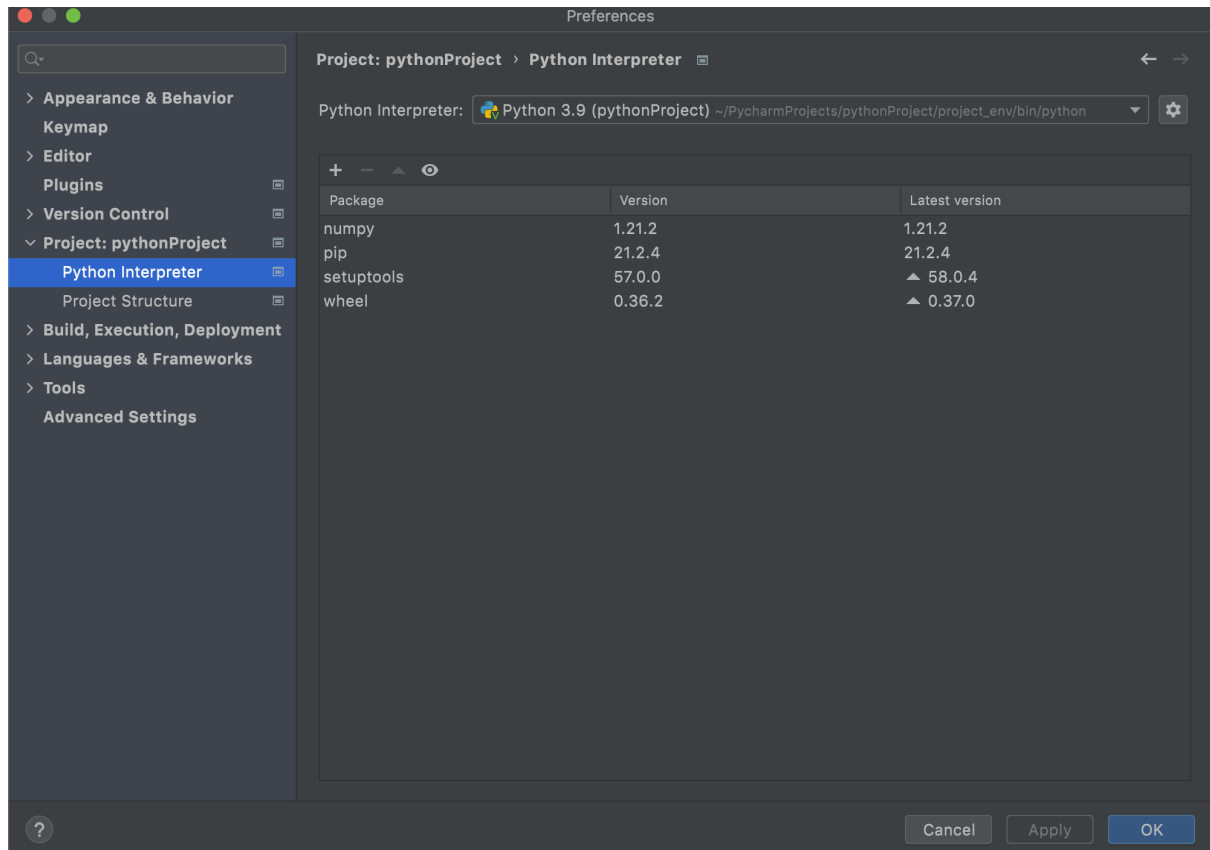 Preferences
Appearance & Behavior
Keymap
Editor
Plugins
Version Control
Project: pythonProject
Python Interpreter
Project Structure
Build, Execution, Deployment
Languages & Frameworks
Tools
Advanced Settings
Project: pythonProject › Python Interpreter
Python Interpreter: Python 3.9 (pythonProject) ~/PycharmProjects/pythonProject/project_env/bin/python
Package Version Latest version
numpy 1.21.2 1.21.2
pip 21.2.4 21.2.4
setuptools 57.0.0 58.0.4
wheel 0.36.2 0.37.0
? Cancel Apply OK